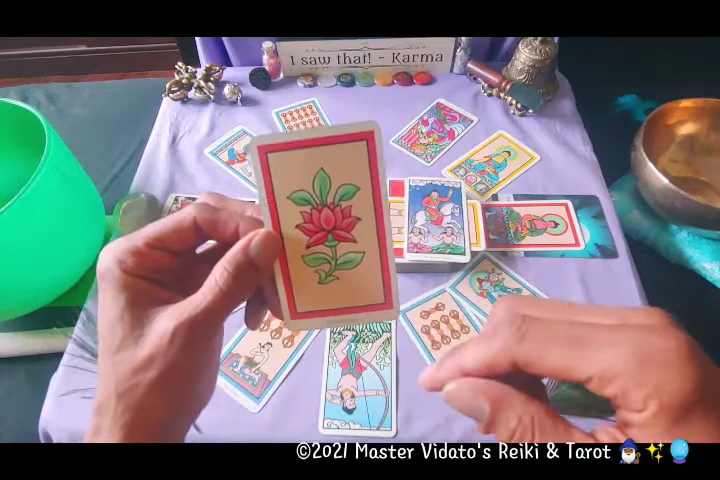 I saw that! - Karma
©2021 Master Vidato's Reiki & Tarot 🧙‍♂️✨🔮